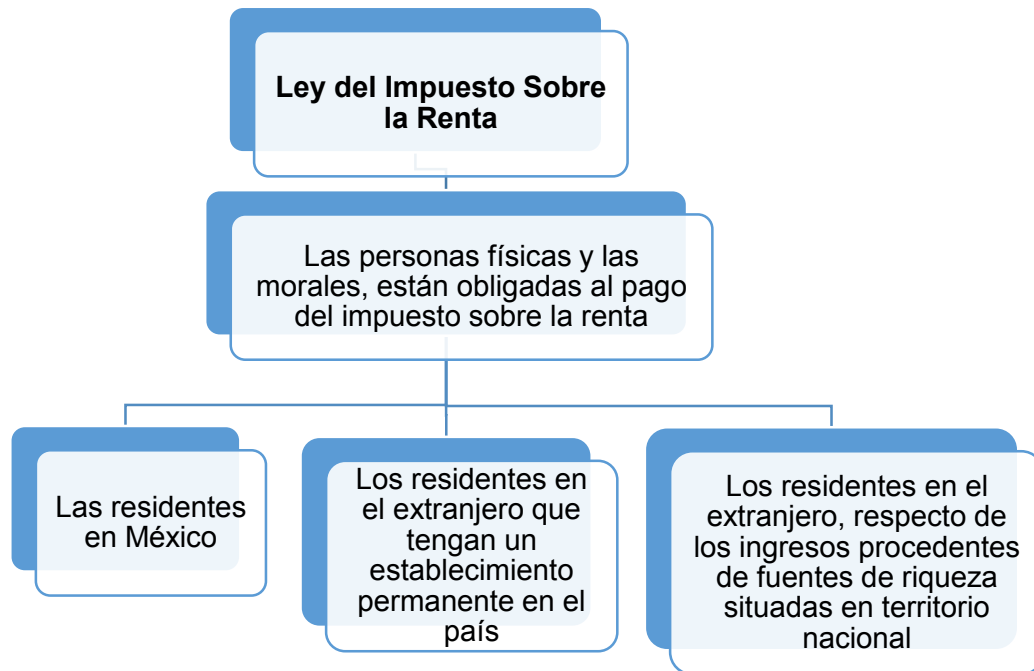 Ley del Impuesto Sobre
la Renta
Las personas físicas y las
morales, están obligadas al pago
del impuesto sobre la renta
Las residentes
en México
Los residentes en
el extranjero que
tengan un
establecimiento
permanente en el
país
Los residentes en el
extranjero, respecto de
los ingresos procedentes
de fuentes de riqueza
situadas en territorio
nacional